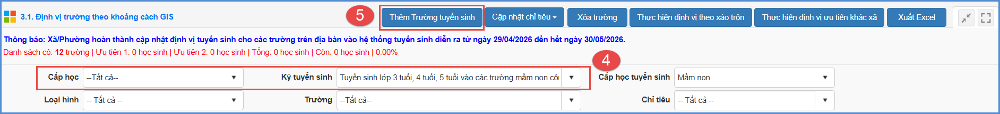 3.1. Định vị trường theo khoảng cách GIS 5 Thêm Trường tuyển sinh Cập nhật chỉ tiêu Xóa trường Thực hiện định vị theo xáo trộn Thực hiện định vị ưu tiên khác xã Xuất Excel
Thông báo: Xã/Phường hoàn thành cập nhật định vị tuyển sinh cho các trường trên địa bàn vào hệ thống tuyển sinh diễn ra từ ngày 29/04/2026 đến hết ngày 30/05/2026.
Danh sách có: 12 trường | Ưu tiên 1: 0 học sinh | Ưu tiên 2: 0 học sinh | Tổng: 0 học sinh | Còn: 0 học sinh | 0.00%
4
Cấp học --Tất cả-- Kỳ tuyển sinh Tuyển sinh lớp 3 tuổi, 4 tuổi, 5 tuổi vào các trường mầm non côn Cấp học tuyển sinh Mầm non
Loại hình -- Tất cả -- Trường --Tất cả-- Chỉ tiêu -- Tất cả --